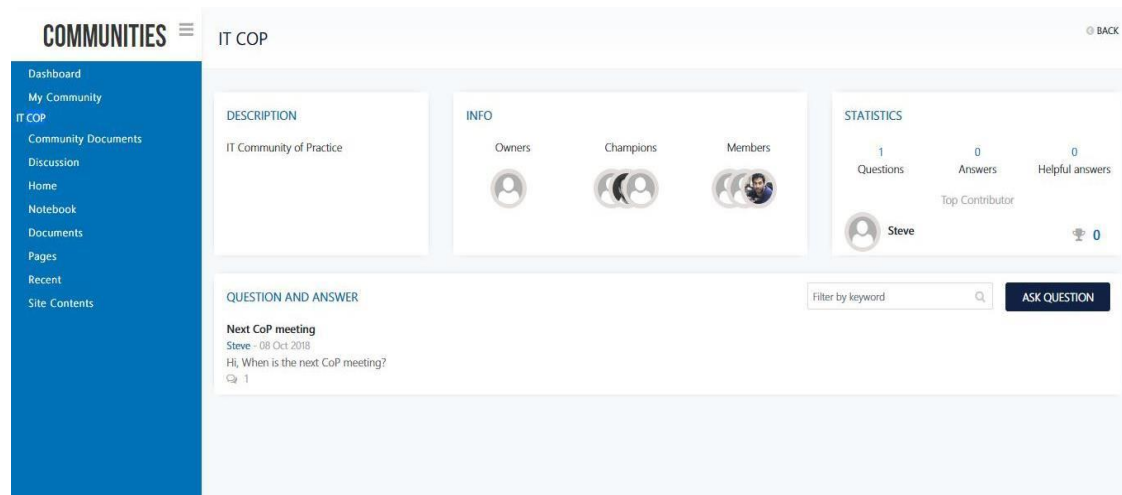 COMMUNITIES
Dashboard
My Community
IT COP
Community Documents
Discussion
Home
Notebook
Documents
Pages
Recent
Site Contents
IT COP
BACK
DESCRIPTION
IT Community of Practice
INFO
Owners Champions Members
STATISTICS
1 0 0
Questions Answers Helpful answers
Top Contributor
Steve 0
QUESTION AND ANSWER
Filter by keyword
ASK QUESTION
Next CoP meeting
Steve - 08 Oct 2018
Hi, When is the next CoP meeting?
1